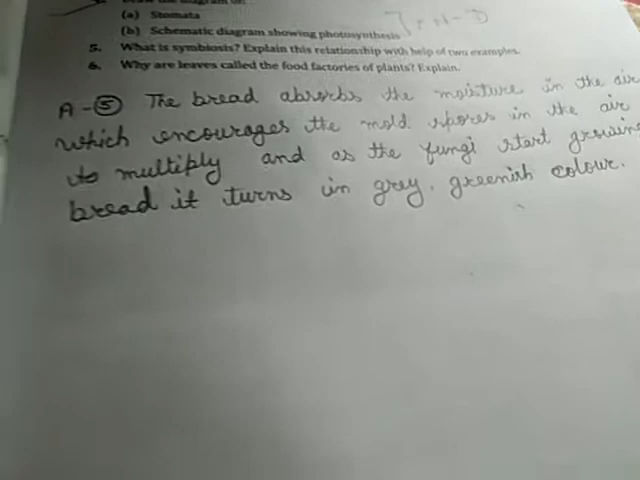 (a) Stomata
(b) Schematic diagram showing photosynthesis
5. What is symbiosis? Explain this relationship with help of two examples.
6. Why are leaves called the food factories of plants? Explain.
A - 5 The bread absorbs the moisture in the air
which encourages the mold spores in the air
to multiply and as the fungi start growing
bread it turns in grey, greenish colour.